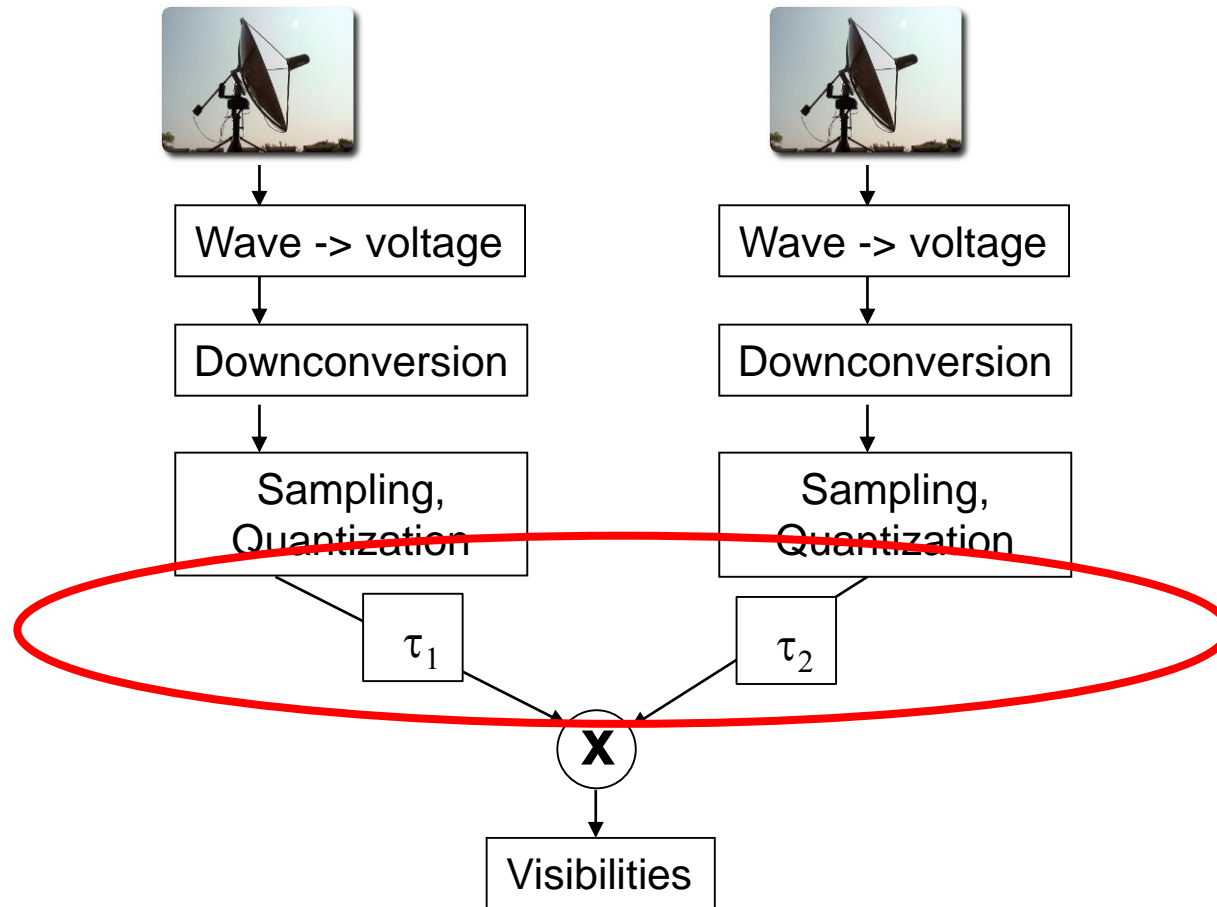 Wave -> voltage
Wave -> voltage
Downconversion
Downconversion
Sampling,
Quantization
Sampling,
Quantization
τ₁
τ₂
X
Visibilities